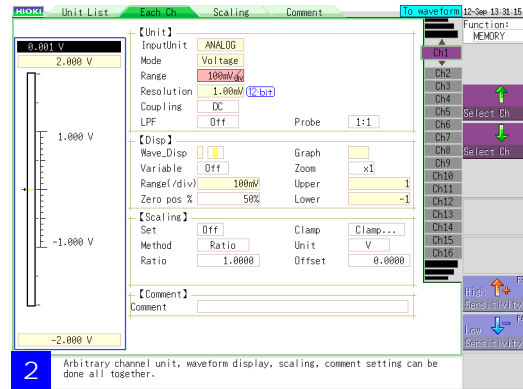 HIOKI Unit List Each Ch Scaling Comment To waveform 12-Sep 13:31:15
Function:
MEMORY
0.001 V
2.000 V
1.000 V
-1.000 V
-2.000 V
【Unit】
InputUnit ANALOG
Mode Voltage
Range 100mV/div
Resolution 1.00mV (12-bit)
Coupling DC
LPF Off Probe 1:1
【Disp】
Wave_Disp Graph
Variable Off Zoom x1
Range(/div) 100mV Upper 1
Zero pos % 50% Lower -1
【Scaling】
Set Off Clamp Clamp...
Method Ratio Unit V
Ratio 1.0000 Offset 0.0000
【Comment】
Comment
Ch1
Ch2
Ch3
Ch4
Ch5
Ch6
Ch7
Ch8
Ch9
Ch10
Ch11
Ch12
Ch13
Ch14
Ch15
Ch16
Select Ch
Select Ch
High
Sensitivity
Low
Sensitivity
2
Arbitrary channel unit, waveform display, scaling, comment setting can be
done all together.